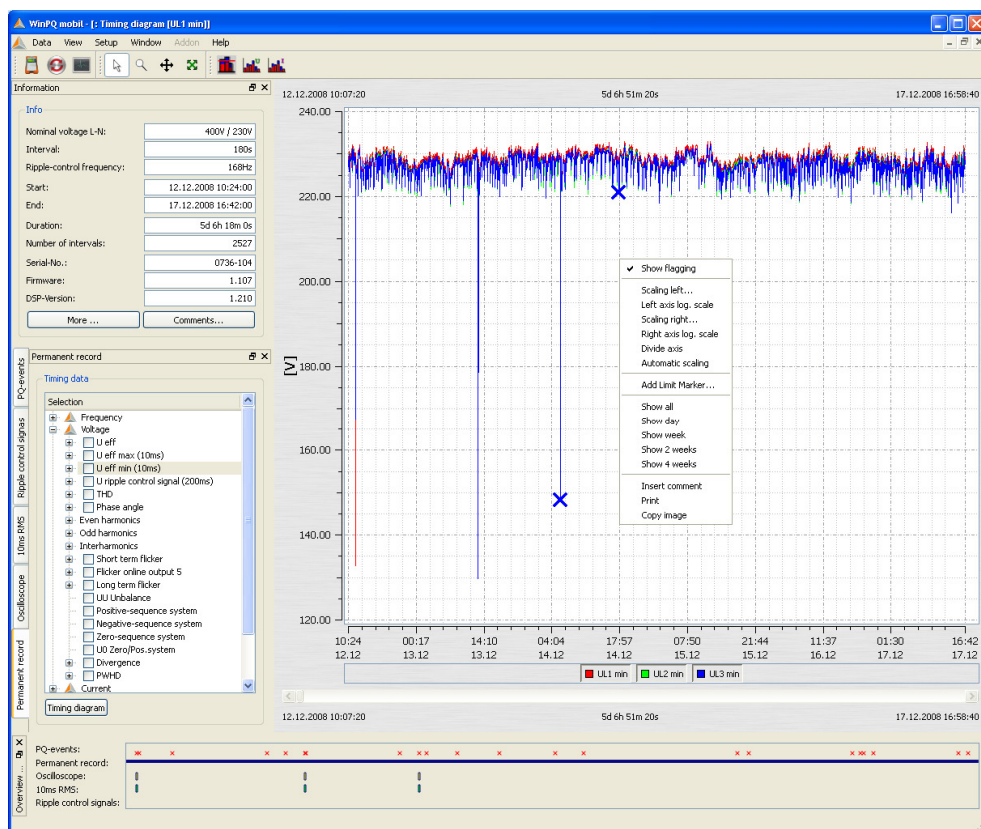 WinPQ mobil - [: Timing diagram [UL1 min]]
Data View Setup Window Addon Help
Information
Info
Nominal voltage L-N: 400V / 230V
Interval: 180s
Ripple-control frequency: 168Hz
Start: 12.12.2008 10:24:00
End: 17.12.2008 16:42:00
Duration: 5d 6h 18m 0s
Number of intervals: 2527
Serial-No.: 0736-104
Firmware: 1.107
DSP-Version: 1.210
More ... Comments...
PQ-events
Ripple control signas
10ms RMS
Oscilloscope
Permanent record
Permanent record
Timing data
Selection
Frequency
Voltage
U eff
U eff max (10ms)
U eff min (10ms)
U ripple control signal (200ms)
THD
Phase angle
Even harmonics
Odd harmonics
Interharmonics
Short term flicker
Flicker online output 5
Long term flicker
UU Unbalance
Positive-sequence system
Negative-sequence system
Zero-sequence system
U0 Zero/Pos.system
Divergence
PWHD
Current
Timing diagram
12.12.2008 10:07:20 5d 6h 51m 20s 17.12.2008 16:58:40
240.00
220.00
200.00
180.00
160.00
140.00
120.00
[V]
Show flagging
Scaling left...
Left axis log. scale
Scaling right...
Right axis log. scale
Divide axis
Automatic scaling
Add Limit Marker...
Show all
Show day
Show week
Show 2 weeks
Show 4 weeks
Insert comment
Print
Copy image
10:24 00:17 14:10 04:04 17:57 07:50 21:44 11:37 01:30 16:42
12.12 13.12 13.12 14.12 14.12 15.12 15.12 16.12 17.12 17.12
UL1 min UL2 min UL3 min
12.12.2008 10:07:20 5d 6h 51m 20s 17.12.2008 16:58:40
Overview ...
PQ-events:
Permanent record:
Oscilloscope:
10ms RMS:
Ripple control signals: